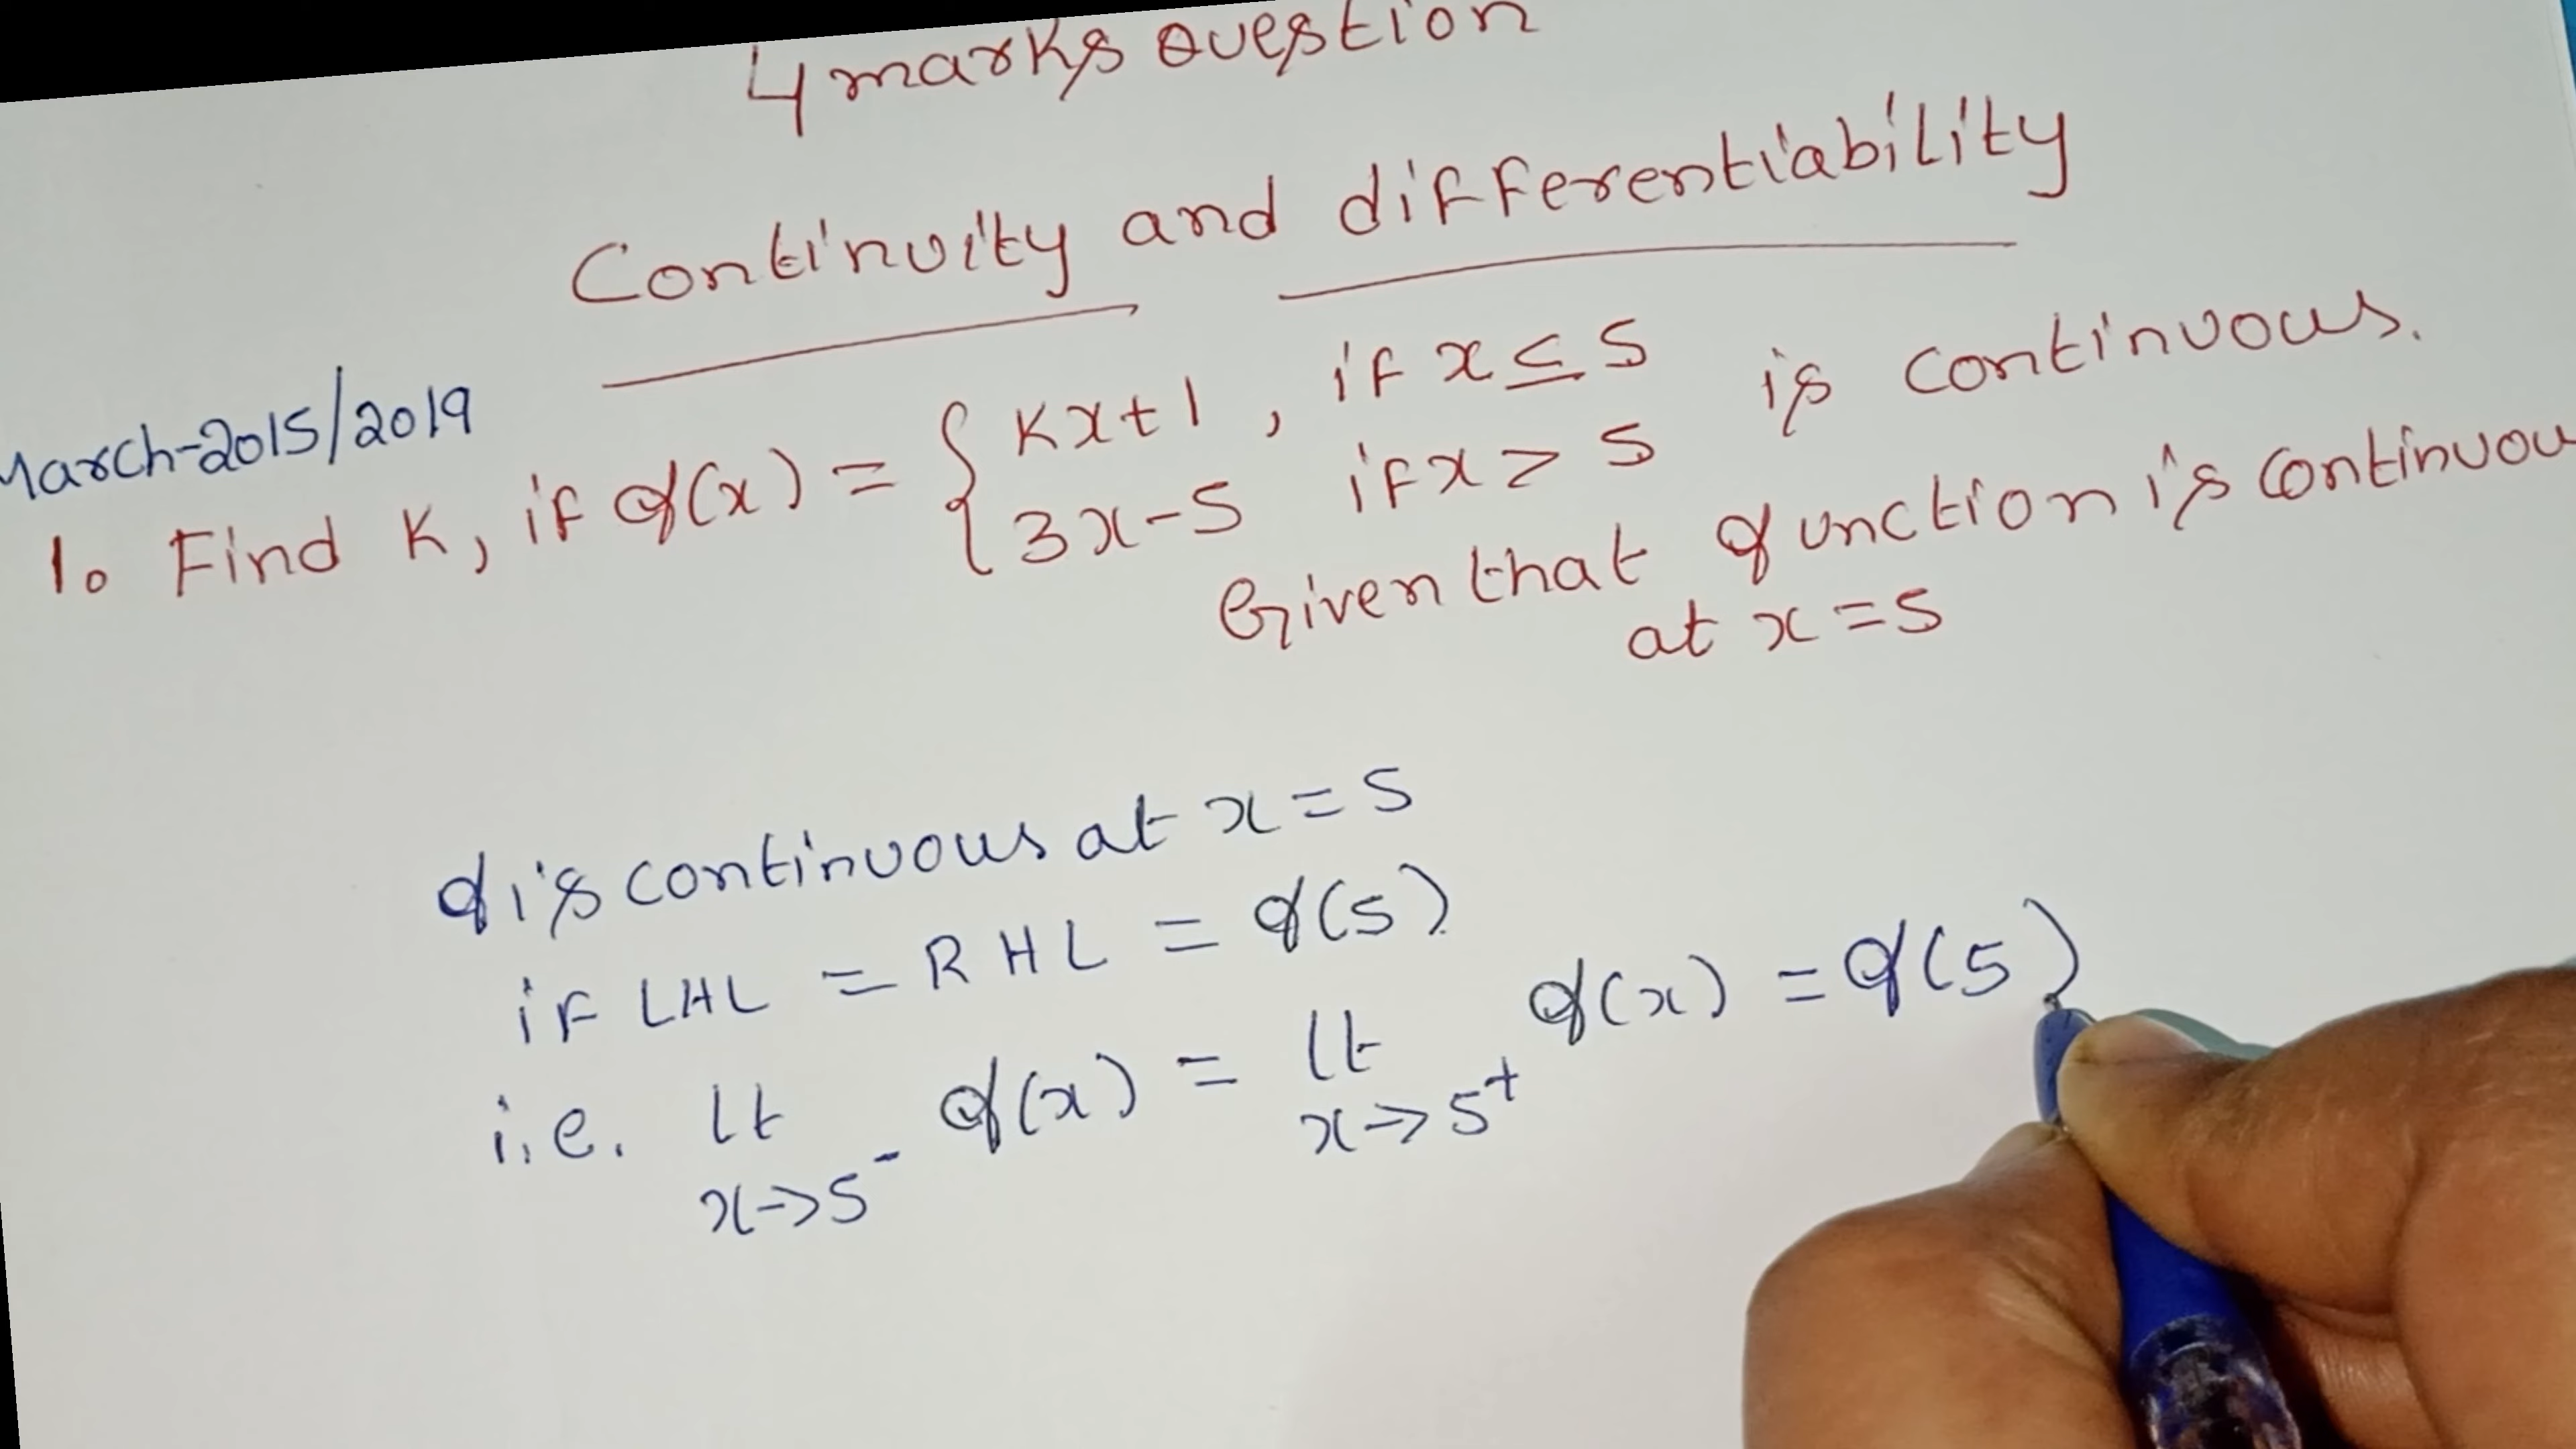 4 marks Question
Continuity and differentiability
March-2015/2019
1. Find K, if f(x) = { Kx+1, if x ≤ 5
3x-5 if x > 5 is continuous.
Given that function is continuou
at x = 5
f is continuous at x = 5
if LHL = RHL = f(5)
i.e. lt x→5⁻ f(x) = lt x→5⁺ f(x) = f(5)